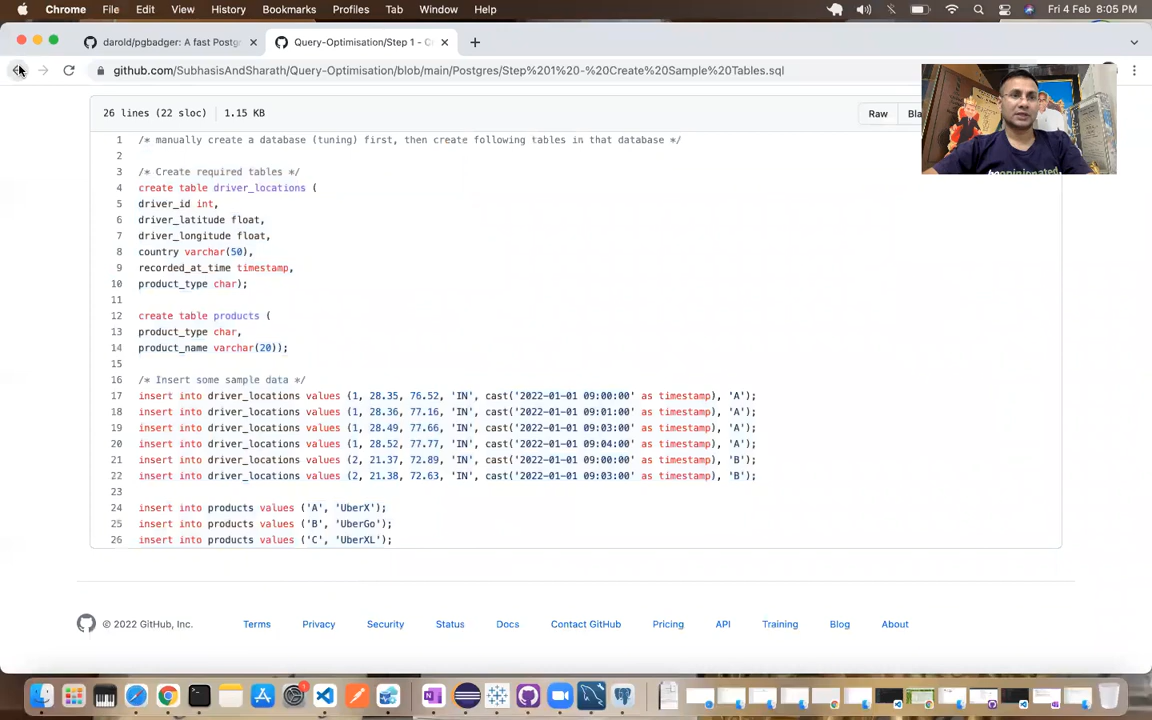 Chrome File Edit View History Bookmarks Profiles Tab Window Help Fri 4 Feb 8:05 PM
darold/pgbadger: A fast Postg
Query-Optimisation/Step 1 - C
github.com/SubhasisAndSharath/Query-Optimisation/blob/main/Postgres/Step%201%20-%20Create%20Sample%20Tables.sql
26 lines (22 sloc) 1.15 KB Raw Bla
1 /* manually create a database (tuning) first, then create following tables in that database */
2
3 /* Create required tables */
4 create table driver_locations (
5 driver_id int,
6 driver_latitude float,
7 driver_longitude float,
8 country varchar(50),
9 recorded_at_time timestamp,
10 product_type char);
11
12 create table products (
13 product_type char,
14 product_name varchar(20));
15
16 /* Insert some sample data */
17 insert into driver_locations values (1, 28.35, 76.52, 'IN', cast('2022-01-01 09:00:00' as timestamp), 'A');
18 insert into driver_locations values (1, 28.36, 77.16, 'IN', cast('2022-01-01 09:01:00' as timestamp), 'A');
19 insert into driver_locations values (1, 28.49, 77.66, 'IN', cast('2022-01-01 09:03:00' as timestamp), 'A');
20 insert into driver_locations values (1, 28.52, 77.77, 'IN', cast('2022-01-01 09:04:00' as timestamp), 'A');
21 insert into driver_locations values (2, 21.37, 72.89, 'IN', cast('2022-01-01 09:00:00' as timestamp), 'B');
22 insert into driver_locations values (2, 21.38, 72.63, 'IN', cast('2022-01-01 09:03:00' as timestamp), 'B');
23
24 insert into products values ('A', 'UberX');
25 insert into products values ('B', 'UberGo');
26 insert into products values ('C', 'UberXL');
© 2022 GitHub, Inc. Terms Privacy Security Status Docs Contact GitHub Pricing API Training Blog About